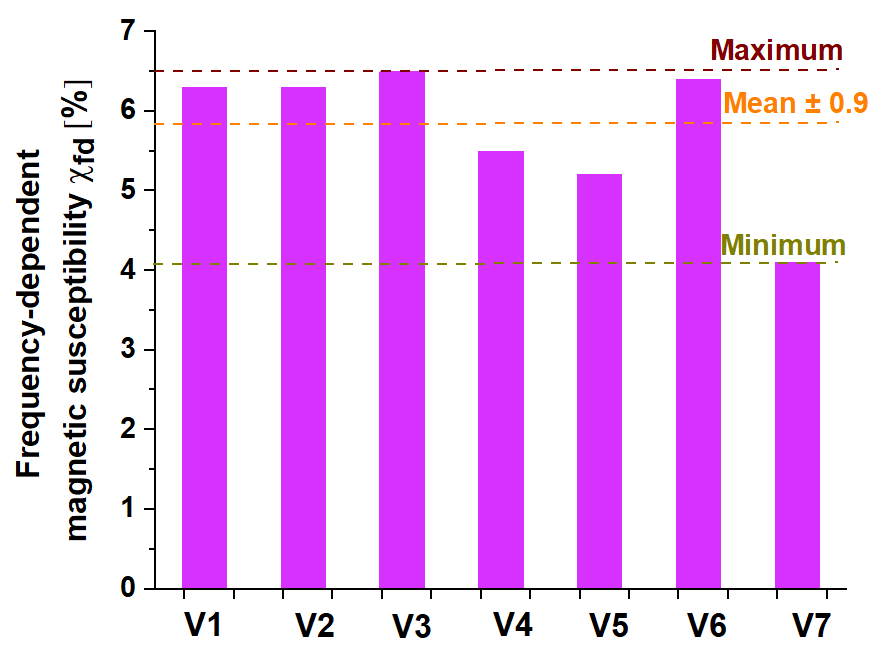 Frequency-dependent
magnetic susceptibility χfd [%]
7
6
5
4
3
2
1
0
Maximum
Mean ± 0.9
Minimum
V1 V2 V3 V4 V5 V6 V7